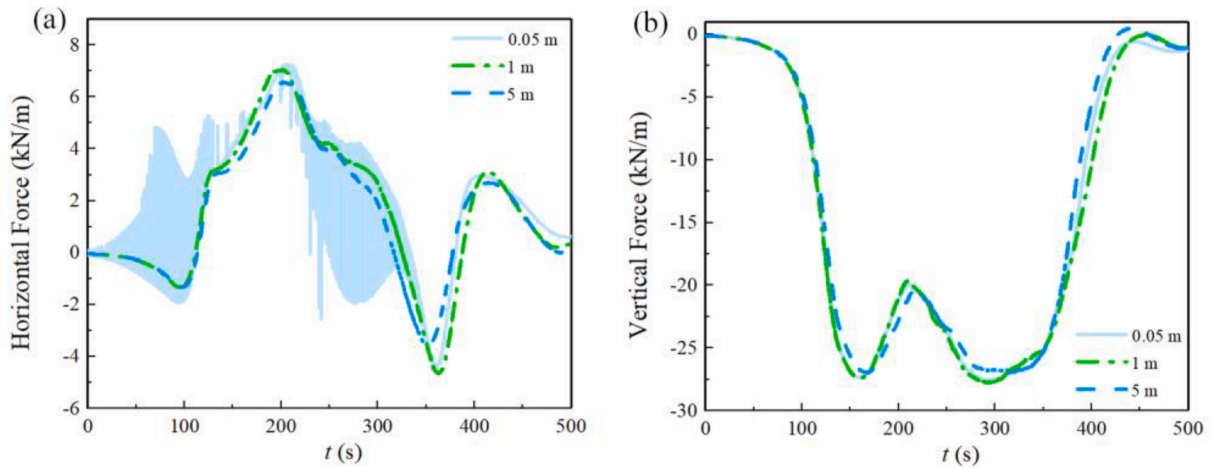 (a)
Horizontal Force (kN/m)
8
6
4
2
0
-2
-4
-6
0.05 m
1 m
5 m
0 100 200 300 400 500
t (s)
(b)
Vertical Force (kN/m)
0
-5
-10
-15
-20
-25
-30
0.05 m
1 m
5 m
0 100 200 300 400 500
t (s)